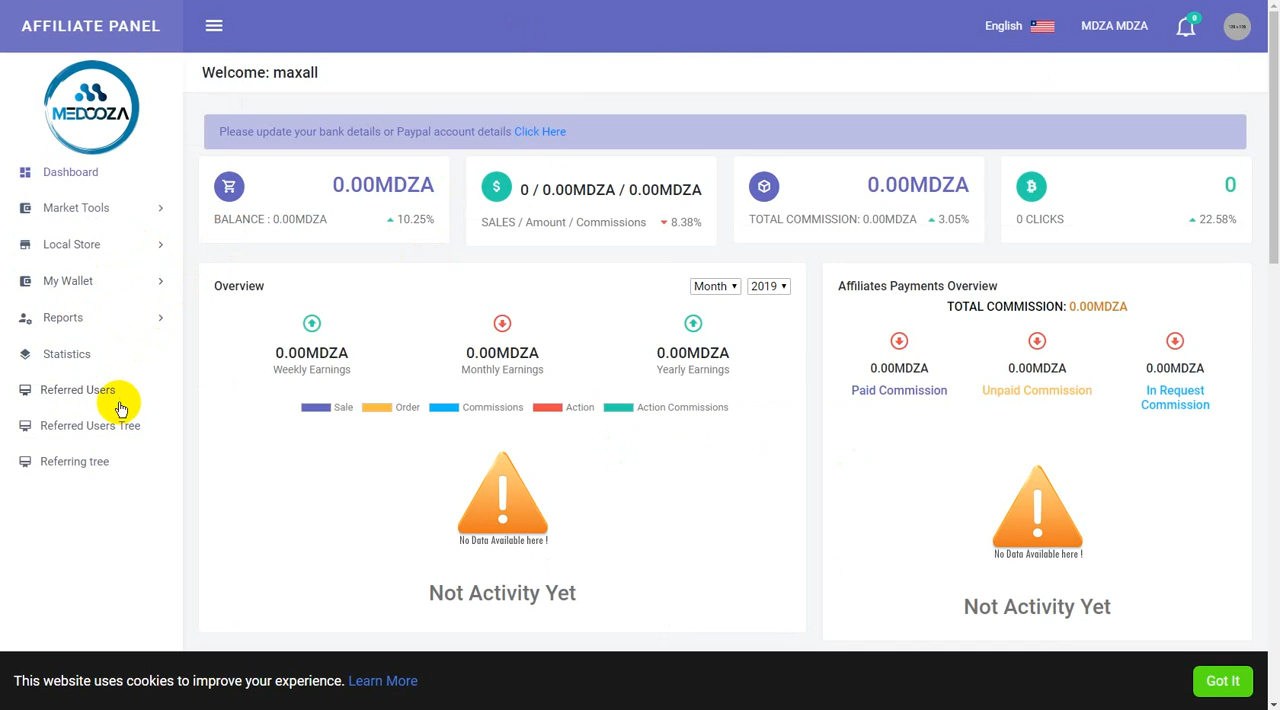 AFFILIATE PANEL
English
MDZA MDZA
0
MEDOOZA
Welcome: maxall
Dashboard
Market Tools
Local Store
My Wallet
Reports
Statistics
Referred Users
Referred Users Tree
Referring tree
Please update your bank details or Paypal account details Click Here
0.00MDZA
BALANCE : 0.00MDZA 10.25%
0 / 0.00MDZA / 0.00MDZA
SALES / Amount / Commissions 8.38%
0.00MDZA
TOTAL COMMISSION: 0.00MDZA 3.05%
0
0 CLICKS 22.58%
Overview Month 2019
0.00MDZA
Weekly Earnings
0.00MDZA
Monthly Earnings
0.00MDZA
Yearly Earnings
Sale Order Commissions Action Action Commissions
No Data Available here !
Not Activity Yet
Affiliates Payments Overview
TOTAL COMMISSION: 0.00MDZA
0.00MDZA
Paid Commission
0.00MDZA
Unpaid Commission
0.00MDZA
In Request
Commission
No Data Available here !
Not Activity Yet
This website uses cookies to improve your experience. Learn More
Got It